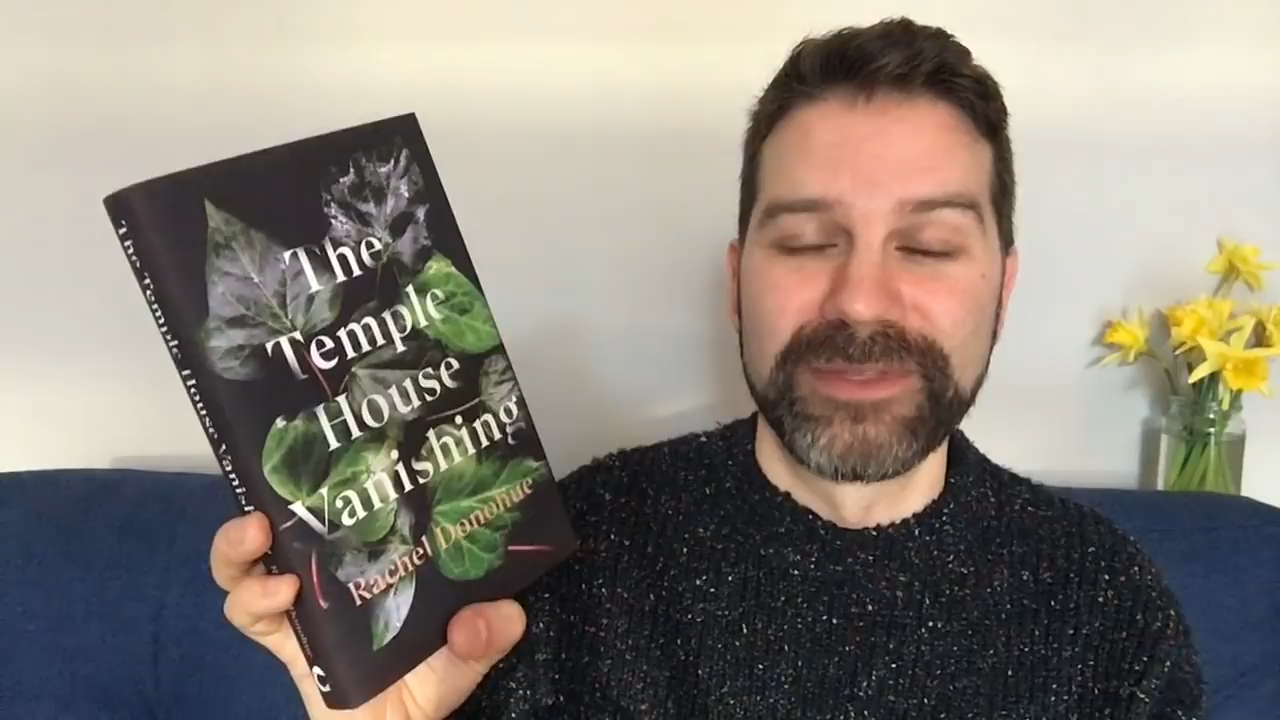 The
Temple
House
Vanishing
Rachel Donohue
The Temple House Vanish